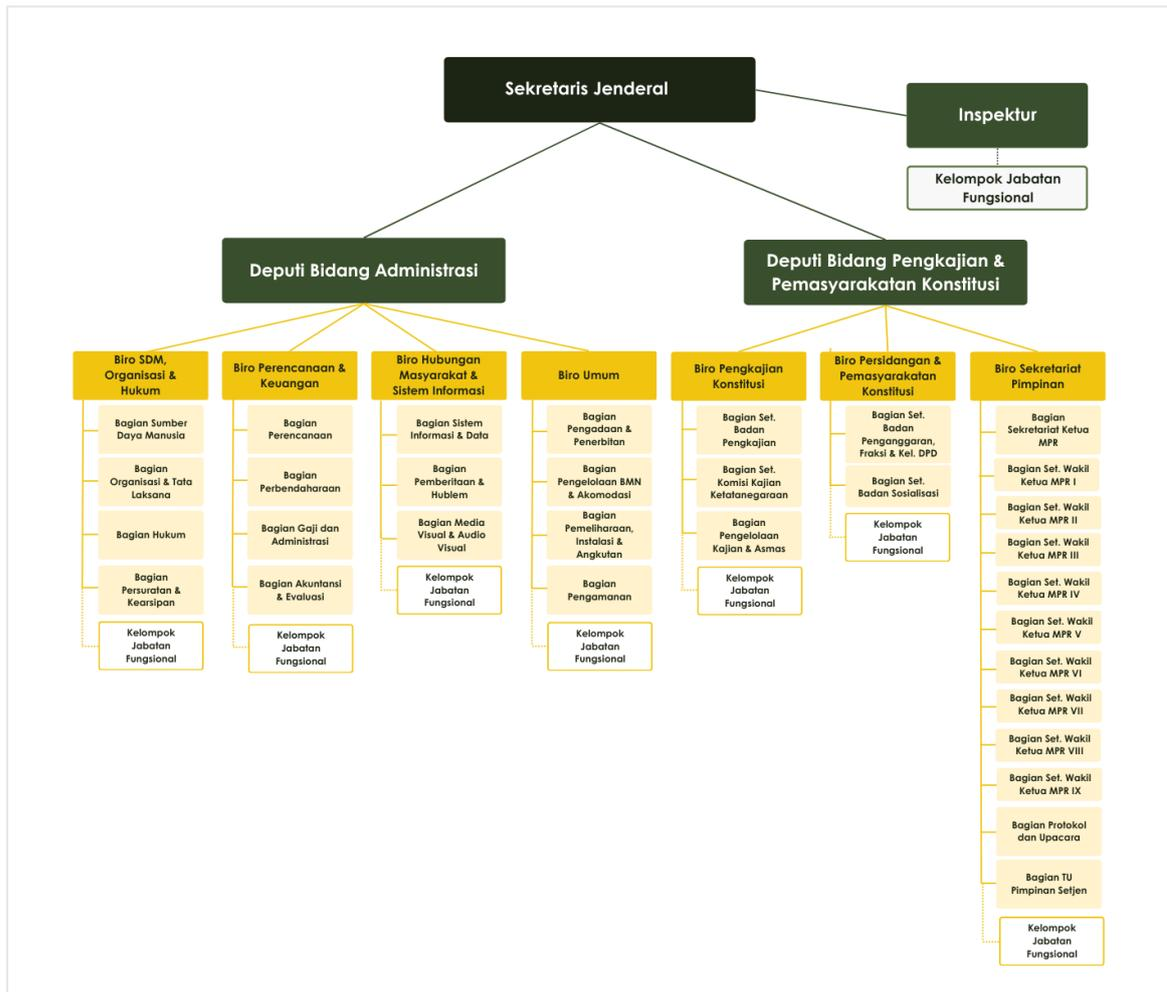 Sekretaris Jenderal
Inspektur
Kelompok Jabatan
Fungsional
Deputi Bidang Administrasi
Deputi Bidang Pengkajian &
Pemasyarakatan Konstitusi
Biro SDM,
Organisasi &
Hukum
Bagian Sumber
Daya Manusia
Bagian
Organisasi & Tata
Laksana
Bagian Hukum
Bagian
Persuratan &
Kearsipan
Kelompok
Jabatan
Fungsional
Biro Perencanaan &
Keuangan
Bagian
Perencanaan
Bagian
Perbendaharaan
Bagian Gaji dan
Administrasi
Bagian Akuntansi
& Evaluasi
Kelompok
Jabatan
Fungsional
Biro Hubungan
Masyarakat &
Sistem Informasi
Bagian Sistem
Informasi & Data
Bagian
Pemberitaan &
Hublem
Bagian Media
Visual & Audio
Visual
Kelompok
Jabatan
Fungsional
Biro Umum
Bagian
Pengadaan &
Penerbitan
Bagian
Pengelolaan BMN
& Akomodasi
Bagian
Pemeliharaan,
Instalasi &
Angkutan
Bagian
Pengamanan
Kelompok
Jabatan
Fungsional
Biro Pengkajian
Konstitusi
Bagian Set.
Badan
Pengkajian
Bagian Set.
Komisi Kajian
Ketatanegaraan
Bagian
Pengelolaan
Kajian & Asmas
Kelompok
Jabatan
Fungsional
Biro Persidangan &
Pemasyarakatan
Konstitusi
Bagian Set.
Badan
Penganggaran,
Fraksi & Kel. DPD
Bagian Set.
Badan Sosialisasi
Kelompok
Jabatan
Fungsional
Biro Sekretariat
Pimpinan
Bagian
Sekretariat Ketua
MPR
Bagian Set. Wakil
Ketua MPR I
Bagian Set. Wakil
Ketua MPR II
Bagian Set. Wakil
Ketua MPR III
Bagian Set. Wakil
Ketua MPR IV
Bagian Set. Wakil
Ketua MPR V
Bagian Set. Wakil
Ketua MPR VI
Bagian Set. Wakil
Ketua MPR VII
Bagian Set. Wakil
Ketua MPR VIII
Bagian Set. Wakil
Ketua MPR IX
Bagian Protokol
dan Upacara
Bagian TU
Pimpinan Setjen
Kelompok
Jabatan
Fungsional